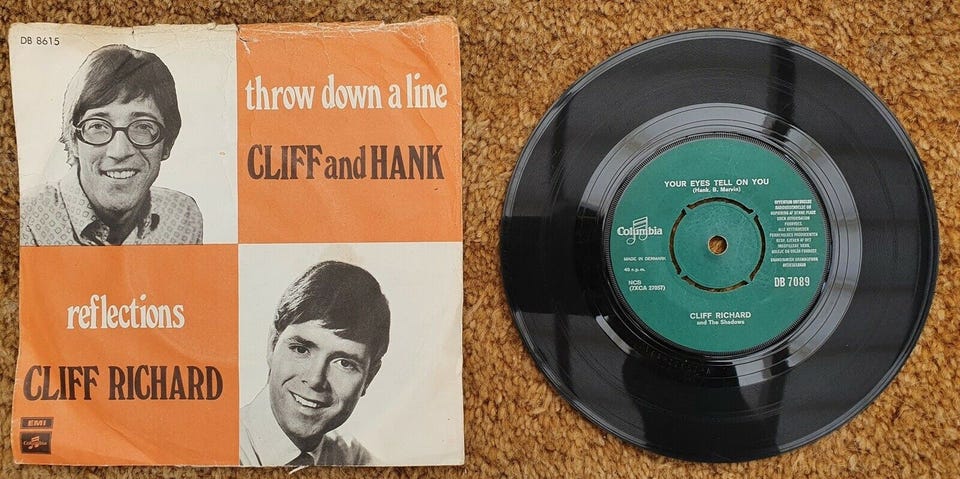 DB 8615
throw down a line
CLIFF and HANK
reflections
CLIFF RICHARD
EMI
Columbia
YOUR EYES TELL ON YOU
(Hank. B. Marvin)
Columbia
MADE IN DENMARK
45 r.p.m.
NCB
(7XCA 27057)
DB 7089
CLIFF RICHARD
and The Shadows